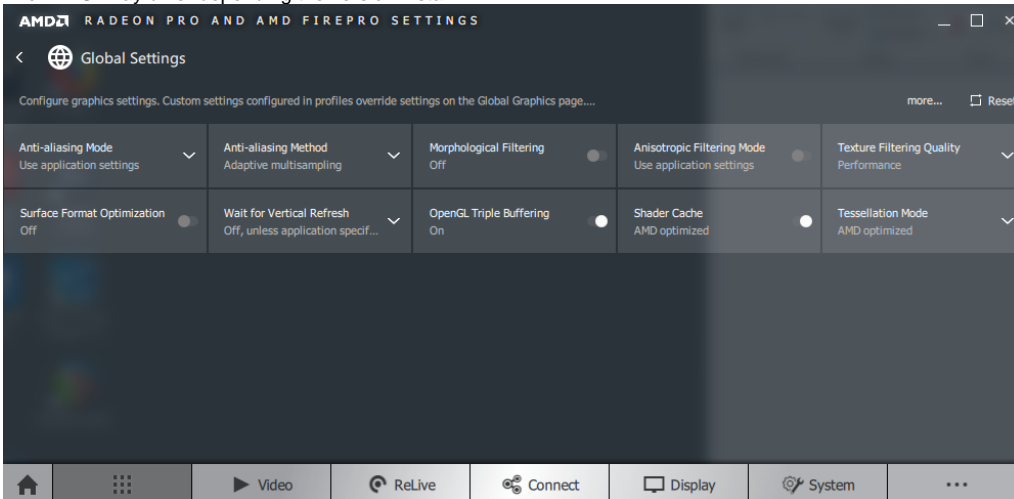 AMD RADEON PRO AND AMD FIREPRO SETTINGS
Global Settings
Configure graphics settings. Custom settings configured in profiles override settings on the Global Graphics page....
more...
Reset
Anti-aliasing Mode
Use application settings
Anti-aliasing Method
Adaptive multisampling
Morphological Filtering
Off
Anisotropic Filtering Mode
Use application settings
Texture Filtering Quality
Performance
Surface Format Optimization
Off
Wait for Vertical Refresh
Off, unless application specif...
OpenGL Triple Buffering
On
Shader Cache
AMD optimized
Tessellation Mode
AMD optimized
Video
ReLive
Connect
Display
System